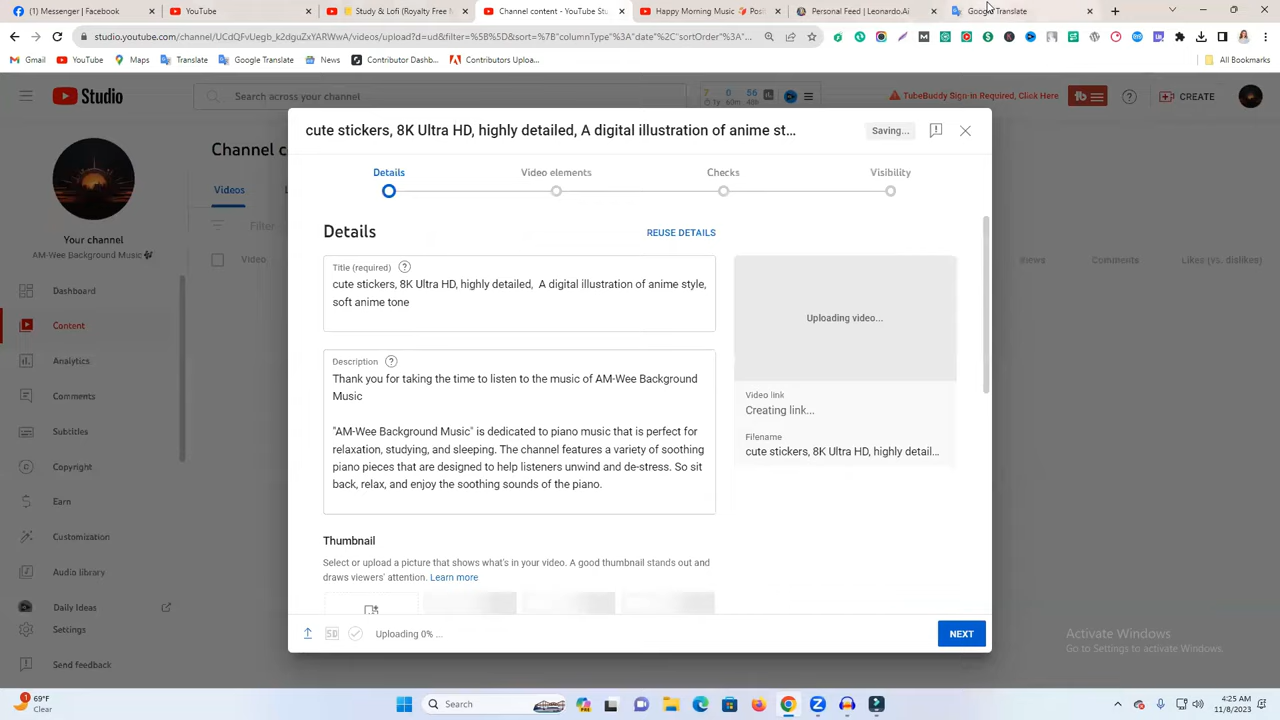 (1) Facebook
YouTube
Study & Lofi (Royalty Free
Channel content - YouTube St
Happy Morning Music
Pos
Personal Feed | Leonardo.Ai
Google Translate
studio.youtube.com/channel/UCdQfvUegb_k2dguZxYARWwA/videos/upload?d=ud&filter=%5B%5D&sort=%7B"columnType"%3A"date"%2C"sortOrder"%3A...
Gmail
YouTube
Maps
Translate
Google Translate
News
Contributor Dashb...
Contributors Uploa...
All Bookmarks
Studio
Search across your channel
7 0 56
1y 60m 48h
TubeBuddy Sign-in Required, Click Here
CREATE
Your channel
AM-Wee Background Music
Dashboard
Content
Analytics
Comments
Subtitles
Copyright
Earn
Customization
Audio library
Daily Ideas
Settings
Send feedback
Channel c
Videos
Filter
Video
Views
Comments
Likes (vs. dislikes)
cute stickers, 8K Ultra HD, highly detailed, A digital illustration of anime st...
Saving...
Details
Video elements
Checks
Visibility
Details
REUSE DETAILS
Title (required)
cute stickers, 8K Ultra HD, highly detailed, A digital illustration of anime style,
soft anime tone
Description
Thank you for taking the time to listen to the music of AM-Wee Background
Music
"AM-Wee Background Music" is dedicated to piano music that is perfect for
relaxation, studying, and sleeping. The channel features a variety of soothing
piano pieces that are designed to help listeners unwind and de-stress. So sit
back, relax, and enjoy the soothing sounds of the piano.
Thumbnail
Select or upload a picture that shows what's in your video. A good thumbnail stands out and
draws viewers' attention. Learn more
Uploading video...
Video link
Creating link...
Filename
cute stickers, 8K Ultra HD, highly detail...
SD
Uploading 0% ...
NEXT
Activate Windows
Go to Settings to activate Windows.
1
69°F
Clear
Search
4:25 AM
11/8/2023